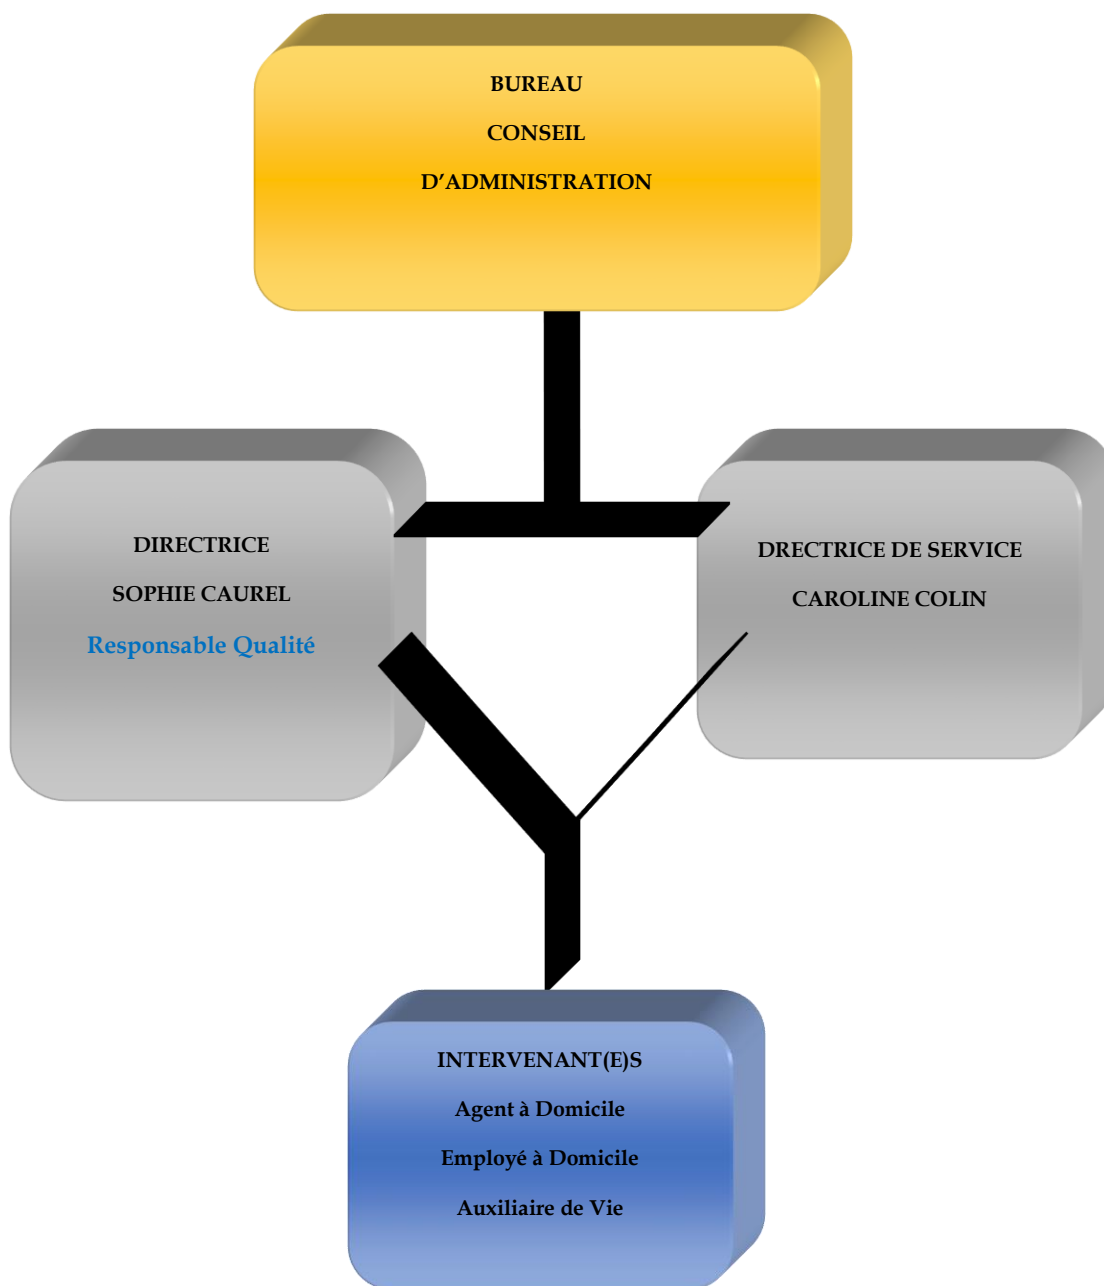 BUREAU
CONSEIL
D’ADMINISTRATION
DIRECTRICE
SOPHIE CAUREL
Responsable Qualité
DRECTRICE DE SERVICE
CAROLINE COLIN
INTERVENANT(E)S
Agent à Domicile
Employé à Domicile
Auxiliaire de Vie